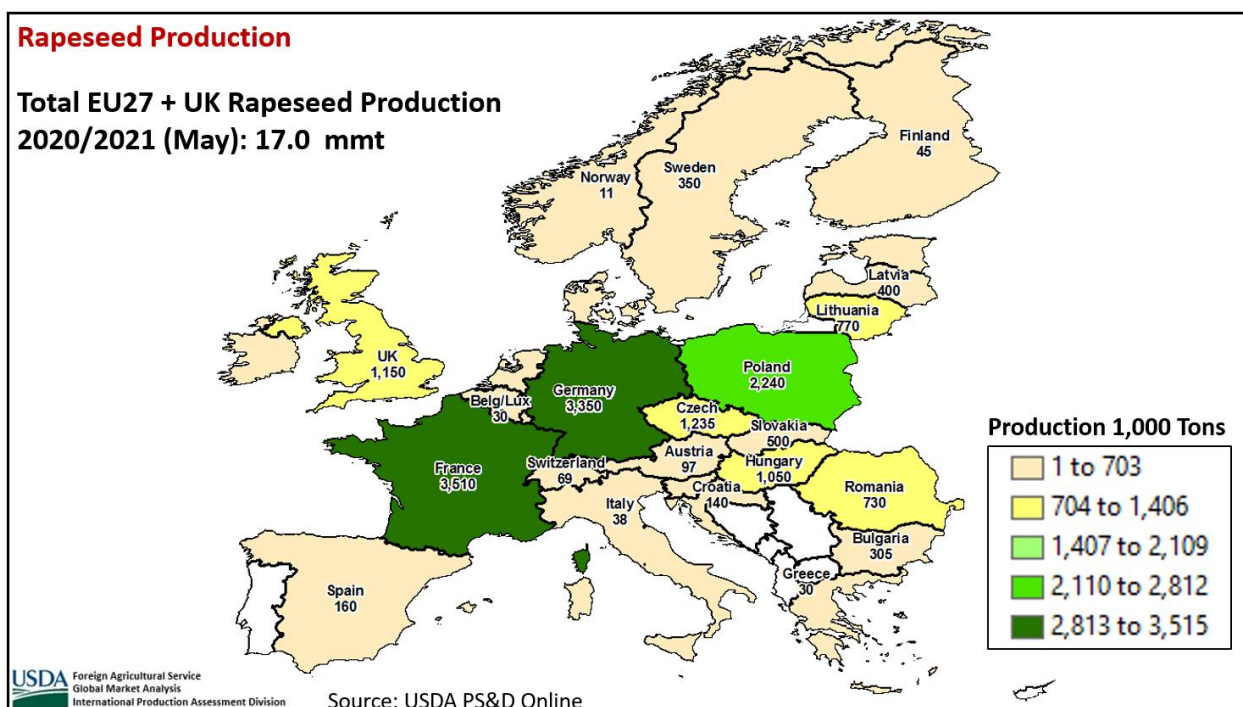 Rapeseed Production
Total EU27 + UK Rapeseed Production
2020/2021 (May): 17.0 mmt
Finland
45
Norway
11
Sweden
350
Latvia
400
Lithuania
770
UK
1,150
Poland
2,240
Germany
3,350
Belg/Lux
30
Czech
1,235
Slovakia
500
France
3,510
Switzerland
69
Austria
97
Hungary
1,050
Croatia
140
Romania
730
Italy
38
Bulgaria
305
Greece
30
Spain
160
Production 1,000 Tons
1 to 703
704 to 1,406
1,407 to 2,109
2,110 to 2,812
2,813 to 3,515
USDA
Foreign Agricultural Service
Global Market Analysis
International Production Assessment Division
Source: USDA PS&D Online